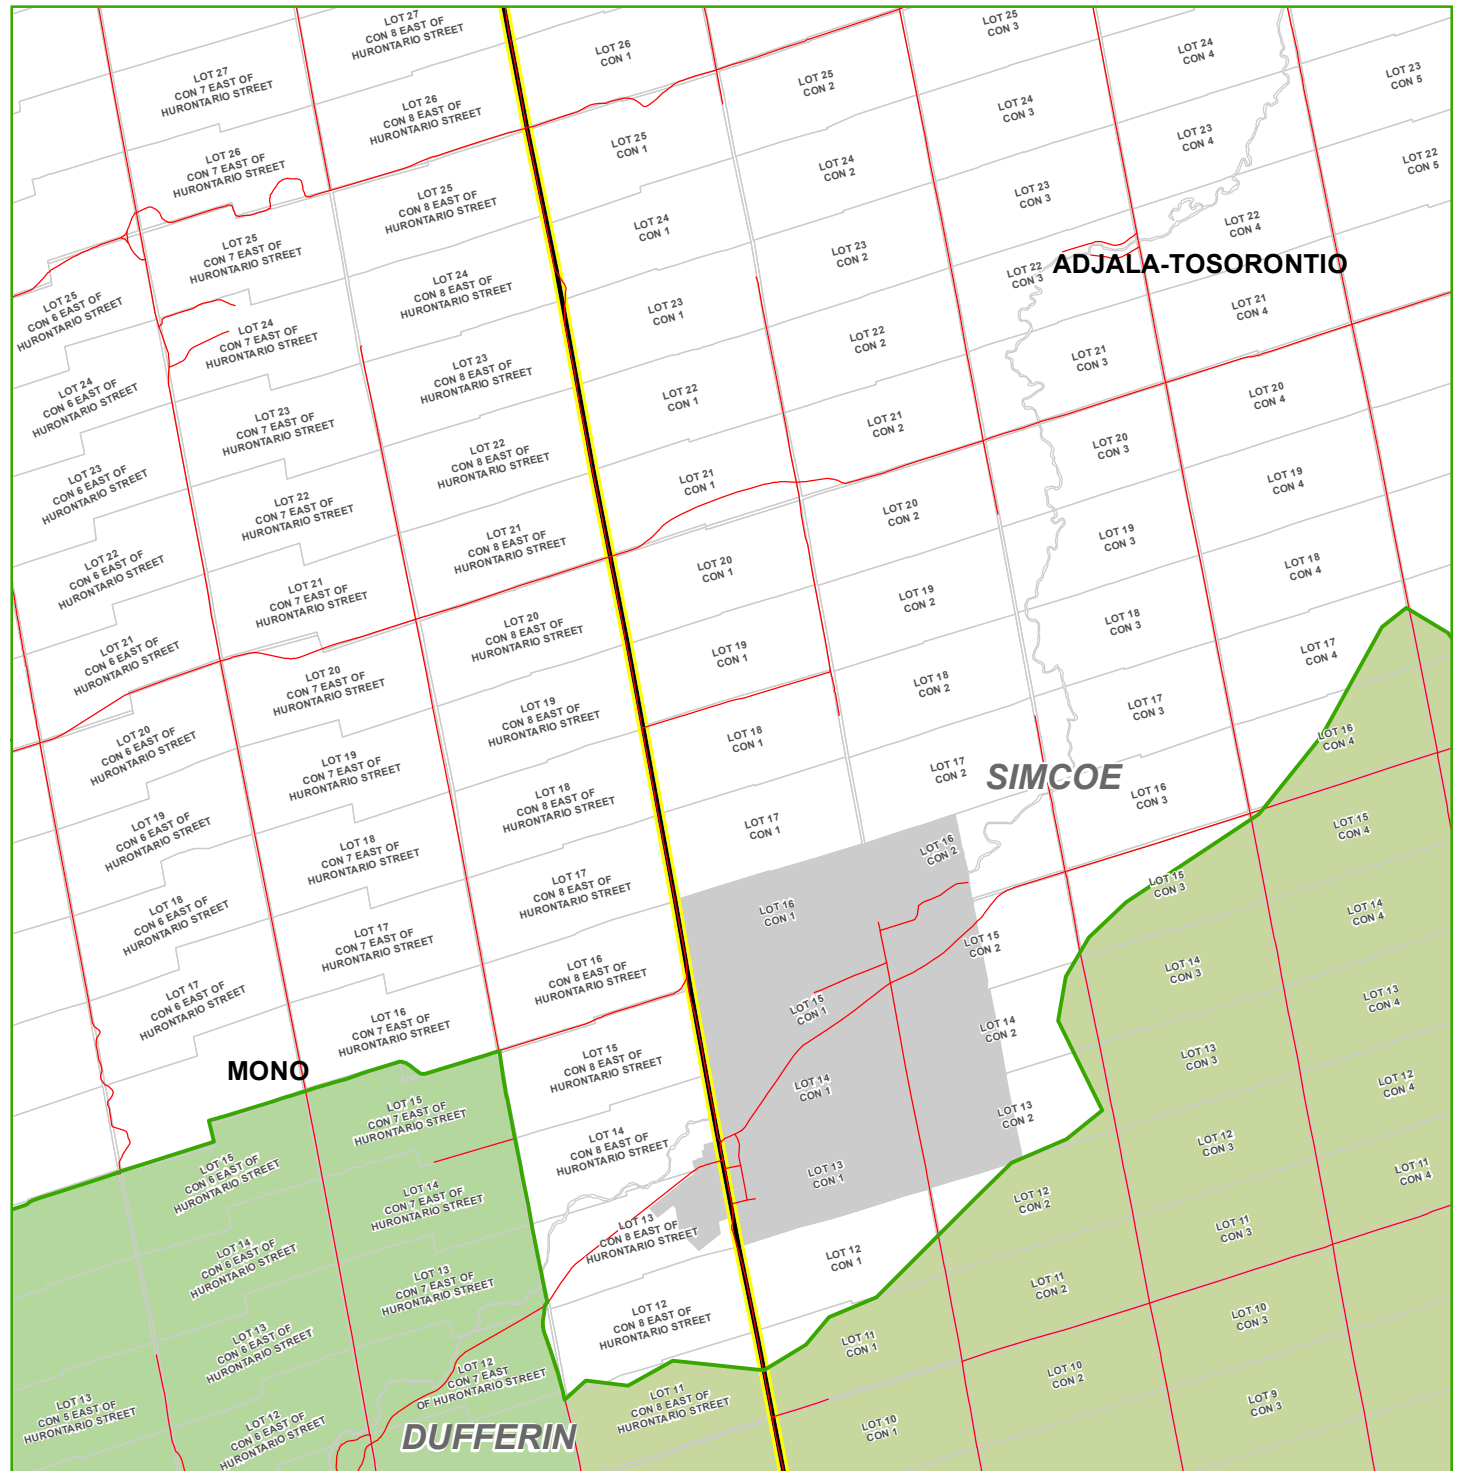 LOT 27
CON 8 EAST OF
HURONTARIO STREET
LOT 25
CON 3
LOT 26
CON 1
LOT 24
CON 4
LOT 27
CON 7 EAST OF
HURONTARIO STREET
LOT 25
CON 2
LOT 23
CON 5
LOT 26
CON 8 EAST OF
HURONTARIO STREET
LOT 24
CON 3
LOT 25
CON 1
LOT 23
CON 4
LOT 26
CON 7 EAST OF
HURONTARIO STREET
LOT 24
CON 2
LOT 22
CON 5
LOT 25
CON 8 EAST OF
HURONTARIO STREET
LOT 23
CON 3
LOT 24
CON 1
LOT 22
CON 4
LOT 25
CON 7 EAST OF
HURONTARIO STREET
LOT 23
CON 2
LOT 22
CON 3
ADJALA-TOSORONTIO
LOT 24
CON 8 EAST OF
HURONTARIO STREET
LOT 25
CON 6 EAST OF
HURONTARIO STREET
LOT 23
CON 1
LOT 21
CON 4
LOT 24
CON 7 EAST OF
HURONTARIO STREET
LOT 22
CON 2
LOT 21
CON 3
LOT 23
CON 8 EAST OF
HURONTARIO STREET
LOT 24
CON 6 EAST OF
HURONTARIO STREET
LOT 22
CON 1
LOT 20
CON 4
LOT 23
CON 7 EAST OF
HURONTARIO STREET
LOT 21
CON 2
LOT 20
CON 3
LOT 22
CON 8 EAST OF
HURONTARIO STREET
LOT 23
CON 6 EAST OF
HURONTARIO STREET
LOT 21
CON 1
LOT 19
CON 4
LOT 22
CON 7 EAST OF
HURONTARIO STREET
LOT 20
CON 2
LOT 19
CON 3
LOT 21
CON 8 EAST OF
HURONTARIO STREET
LOT 22
CON 6 EAST OF
HURONTARIO STREET
LOT 20
CON 1
LOT 18
CON 4
LOT 21
CON 7 EAST OF
HURONTARIO STREET
LOT 19
CON 2
LOT 18
CON 3
LOT 20
CON 8 EAST OF
HURONTARIO STREET
LOT 21
CON 6 EAST OF
HURONTARIO STREET
LOT 19
CON 1
LOT 17
CON 4
LOT 20
CON 7 EAST OF
HURONTARIO STREET
LOT 18
CON 2
LOT 17
CON 3
LOT 19
CON 8 EAST OF
HURONTARIO STREET
LOT 20
CON 6 EAST OF
HURONTARIO STREET
LOT 18
CON 1
LOT 16
CON 4
LOT 19
CON 7 EAST OF
HURONTARIO STREET
LOT 17
CON 2
SIMCOE
LOT 16
CON 3
LOT 18
CON 8 EAST OF
HURONTARIO STREET
LOT 19
CON 6 EAST OF
HURONTARIO STREET
LOT 17
CON 1
LOT 15
CON 4
LOT 18
CON 7 EAST OF
HURONTARIO STREET
LOT 16
CON 2
LOT 15
CON 3
LOT 17
CON 8 EAST OF
HURONTARIO STREET
LOT 18
CON 6 EAST OF
HURONTARIO STREET
LOT 16
CON 1
LOT 14
CON 4
LOT 17
CON 7 EAST OF
HURONTARIO STREET
LOT 15
CON 2
LOT 14
CON 3
LOT 16
CON 8 EAST OF
HURONTARIO STREET
LOT 17
CON 6 EAST OF
HURONTARIO STREET
LOT 15
CON 1
LOT 13
CON 4
LOT 16
CON 7 EAST OF
HURONTARIO STREET
LOT 14
CON 2
LOT 13
CON 3
LOT 15
CON 8 EAST OF
HURONTARIO STREET
MONO
LOT 14
CON 1
LOT 12
CON 4
LOT 15
CON 7 EAST OF
HURONTARIO STREET
LOT 13
CON 2
LOT 12
CON 3
LOT 14
CON 8 EAST OF
HURONTARIO STREET
LOT 15
CON 6 EAST OF
HURONTARIO STREET
LOT 13
CON 1
LOT 11
CON 4
LOT 14
CON 7 EAST OF
HURONTARIO STREET
LOT 12
CON 2
LOT 11
CON 3
LOT 13
CON 8 EAST OF
HURONTARIO STREET
LOT 14
CON 6 EAST OF
HURONTARIO STREET
LOT 12
CON 1
LOT 13
CON 7 EAST OF
HURONTARIO STREET
LOT 11
CON 2
LOT 10
CON 3
LOT 12
CON 8 EAST OF
HURONTARIO STREET
LOT 13
CON 6 EAST OF
HURONTARIO STREET
LOT 11
CON 1
LOT 12
CON 7 EAST
OF HURONTARIO STREET
LOT 10
CON 2
LOT 9
CON 3
LOT 13
CON 5 EAST OF
HURONTARIO STREET
LOT 11
CON 8 EAST OF
HURONTARIO STREET
LOT 12
CON 6 EAST OF
HURONTARIO STREET
LOT 10
CON 1
DUFFERIN